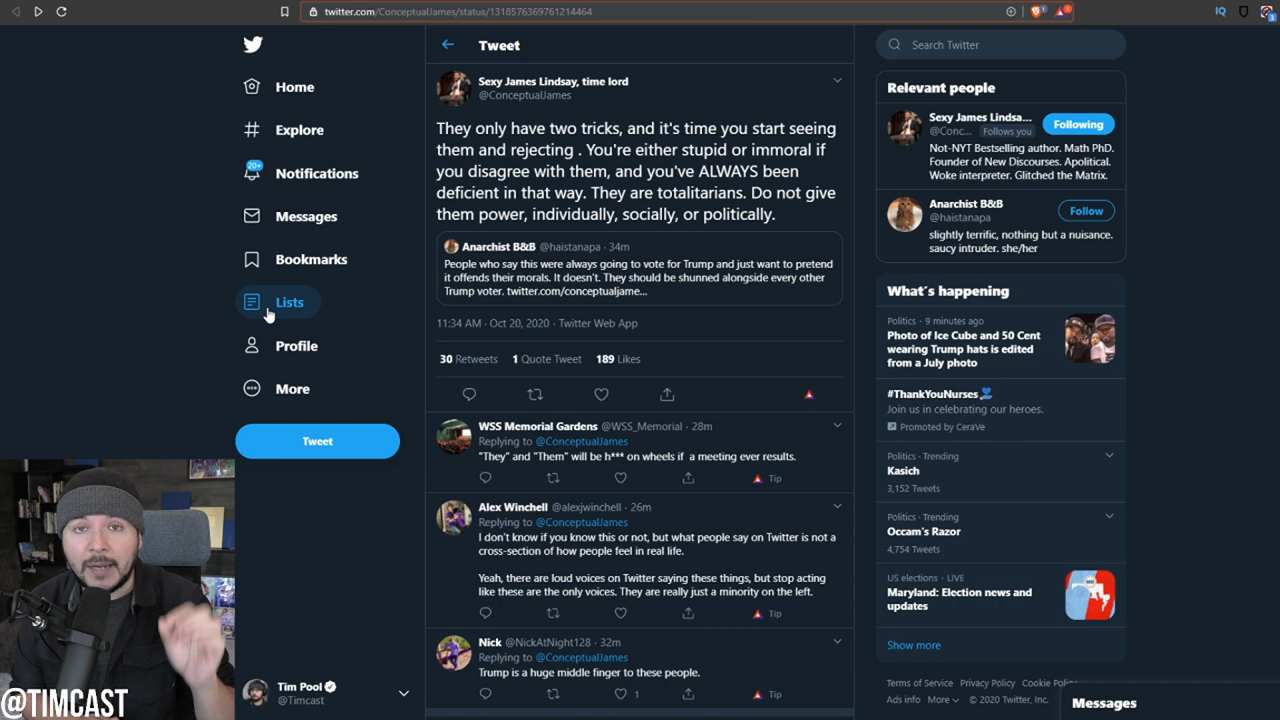 twitter.com/ConceptualJames/status/1318576369761214464
Home
Explore
20+
Notifications
Messages
Bookmarks
Lists
Profile
More
Tweet
Tim Pool
@Timcast
@TIMCAST
Tweet
Sexy James Lindsay, time lord
@ConceptualJames
They only have two tricks, and it's time you start seeing
them and rejecting . You're either stupid or immoral if
you disagree with them, and you've ALWAYS been
deficient in that way. They are totalitarians. Do not give
them power, individually, socially, or politically.
Anarchist B&B @haistanapa · 34m
People who say this were always going to vote for Trump and just want to pretend
it offends their morals. It doesn't. They should be shunned alongside every other
Trump voter. twitter.com/conceptualjame...
11:34 AM · Oct 20, 2020 · Twitter Web App
30 Retweets 1 Quote Tweet 189 Likes
WSS Memorial Gardens @WSS_Memorial · 28m
Replying to @ConceptualJames
"They" and "Them" will be h*** on wheels if a meeting ever results.
Tip
Alex Winchell @alexjwinchell · 26m
Replying to @ConceptualJames
I don't know if you know this or not, but what people say on Twitter is not a
cross-section of how people feel in real life.
Yeah, there are loud voices on Twitter saying these things, but stop acting
like these are the only voices. They are really just a minority on the left.
Tip
Nick @NickAtNight128 · 32m
Replying to @ConceptualJames
Trump is a huge middle finger to these people.
1 Tip
Search Twitter
Relevant people
Sexy James Lindsa...
@Conc... Follows you
Following
Not-NYT Bestselling author. Math PhD.
Founder of New Discourses. Apolitical.
Woke interpreter. Glitched the Matrix.
Anarchist B&B
@haistanapa
Follow
slightly terrific, nothing but a nuisance.
saucy intruder. she/her
What's happening
Politics · 9 minutes ago
Photo of Ice Cube and 50 Cent
wearing Trump hats is edited
from a July photo
#ThankYouNurses
Join us in celebrating our heroes.
Promoted by CeraVe
Politics · Trending
Kasich
3,152 Tweets
Politics · Trending
Occam's Razor
4,754 Tweets
US elections · LIVE
Maryland: Election news and
updates
Show more
Terms of Service Privacy Policy Cookie
Ads info More © 2020 Twitter, Inc.
Messages